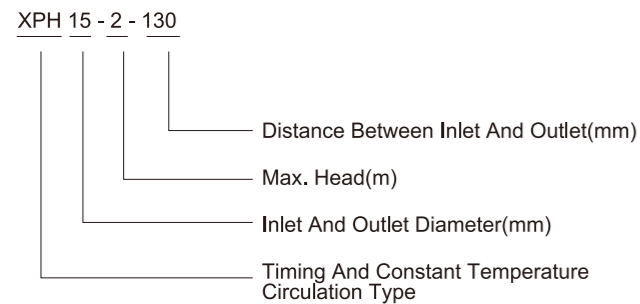 XPH 15 - 2 - 130
Distance Between Inlet And Outlet(mm)
Max. Head(m)
Inlet And Outlet Diameter(mm)
Timing And Constant Temperature
Circulation Type